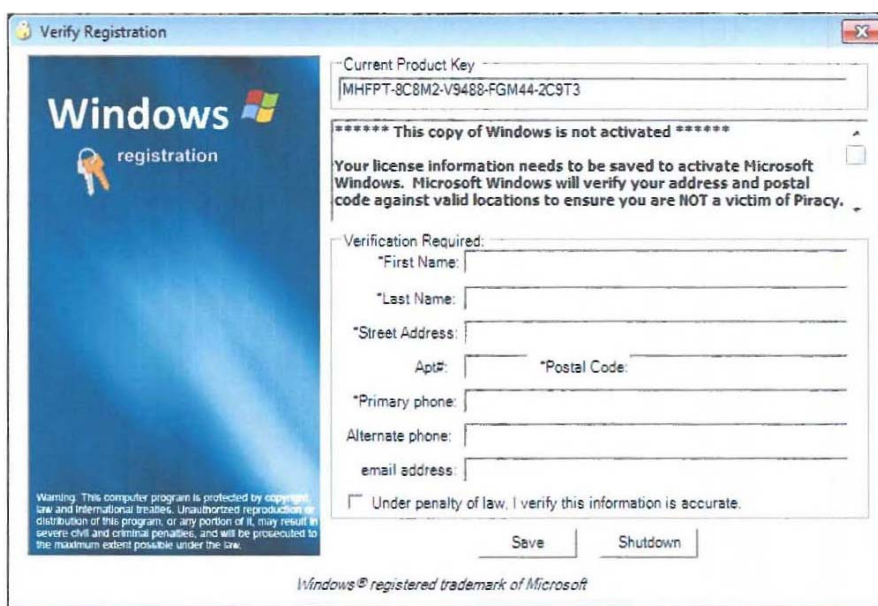 Verify Registration
Windows
registration
Current Product Key
MHFPT-8C8M2-V9488-FGM44-2C9T3
****** This copy of Windows is not activated ******
Your license information needs to be saved to activate Microsoft
Windows. Microsoft Windows will verify your address and postal
code against valid locations to ensure you are NOT a victim of Piracy.
Verification Required:
*First Name:
*Last Name:
*Street Address:
Apt#: *Postal Code:
*Primary phone:
Alternate phone:
email address:
Under penalty of law, I verify this information is accurate.
Warning: This computer program is protected by copyright
law and international treaties. Unauthorized reproduction or
distribution of this program, or any portion of it, may result in
severe civil and criminal penalties, and will be prosecuted to
the maximum extent possible under the law.
Save Shutdown
Windows® registered trademark of Microsoft